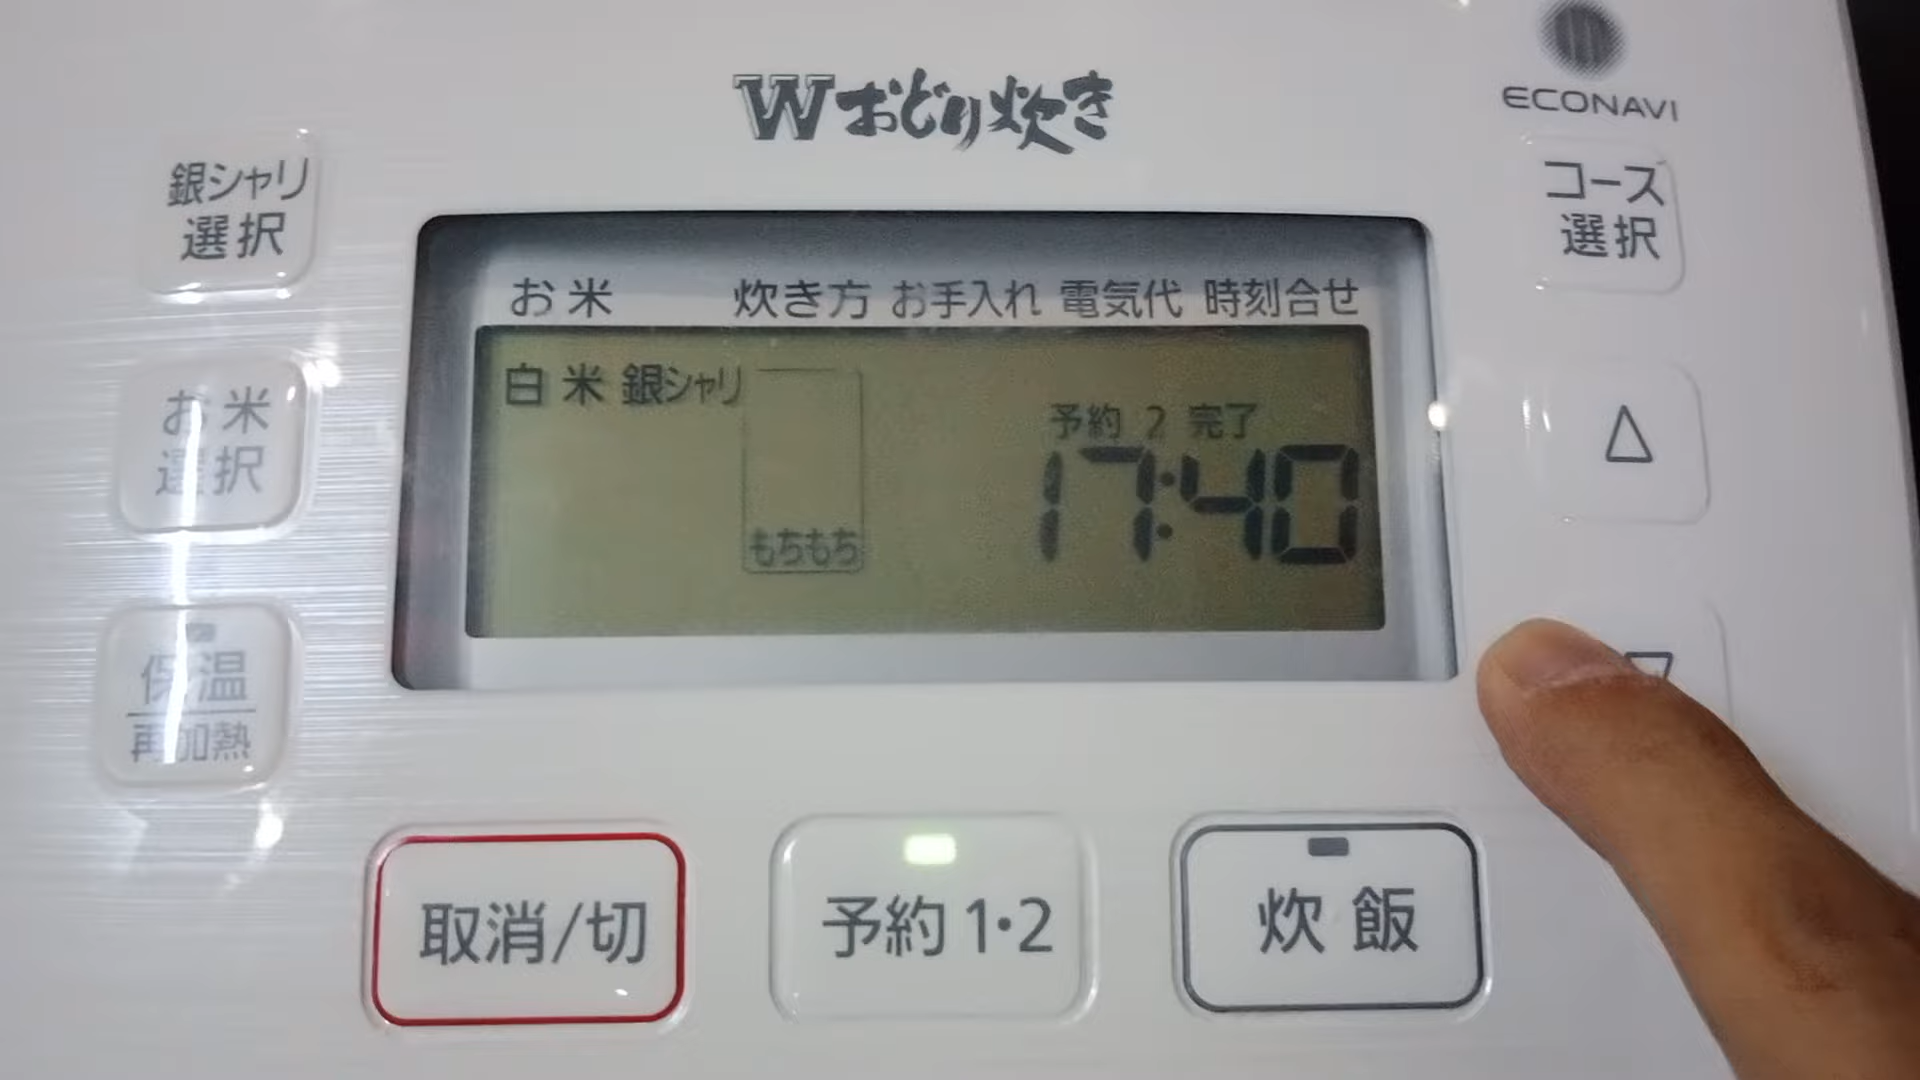 Wおどり炊き
ECONAVI
銀シャリ
選択
コース
選択
お米 炊き方 お手入れ 電気代 時刻合せ
白米 銀シャリ
予約 2 完了
17:40
もちもち
お米
選択
△
保温
再加熱
▽
取消/切
予約1・2
炊飯